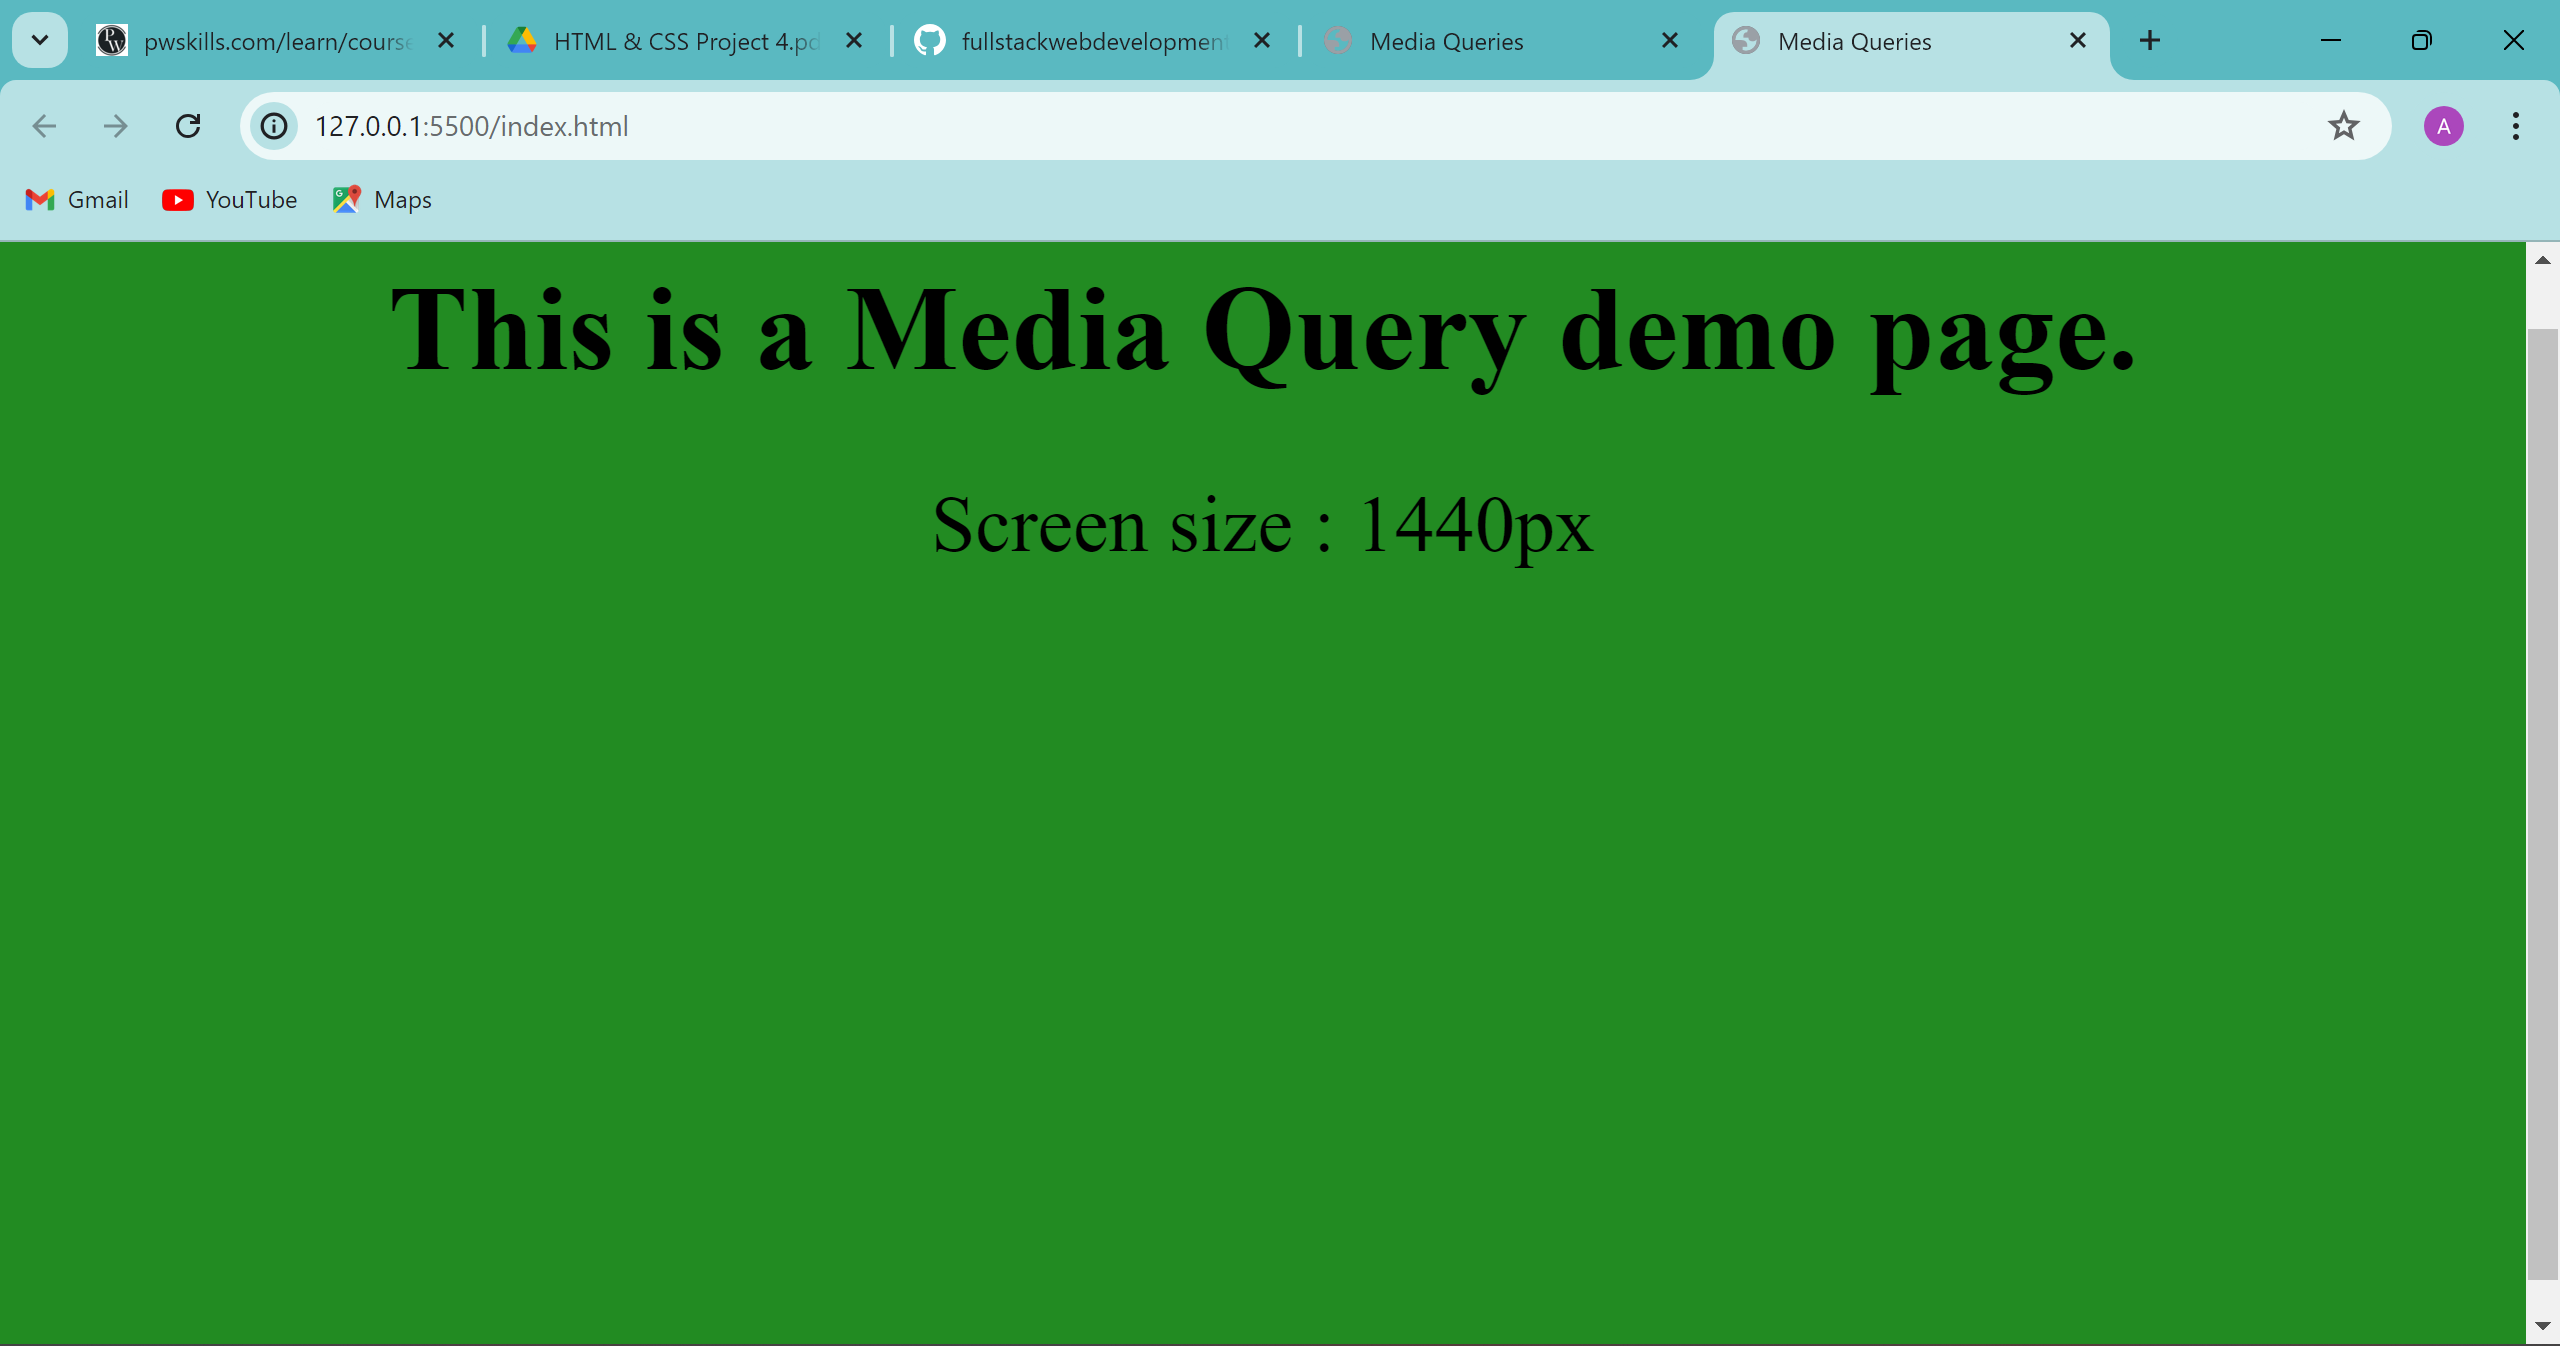 pwskills.com/learn/course
HTML & CSS Project 4.pd
fullstackwebdevelopment
Media Queries
Media Queries
127.0.0.1:5500/index.html
A
Gmail
YouTube
Maps
This is a Media Query demo page.
Screen size : 1440px